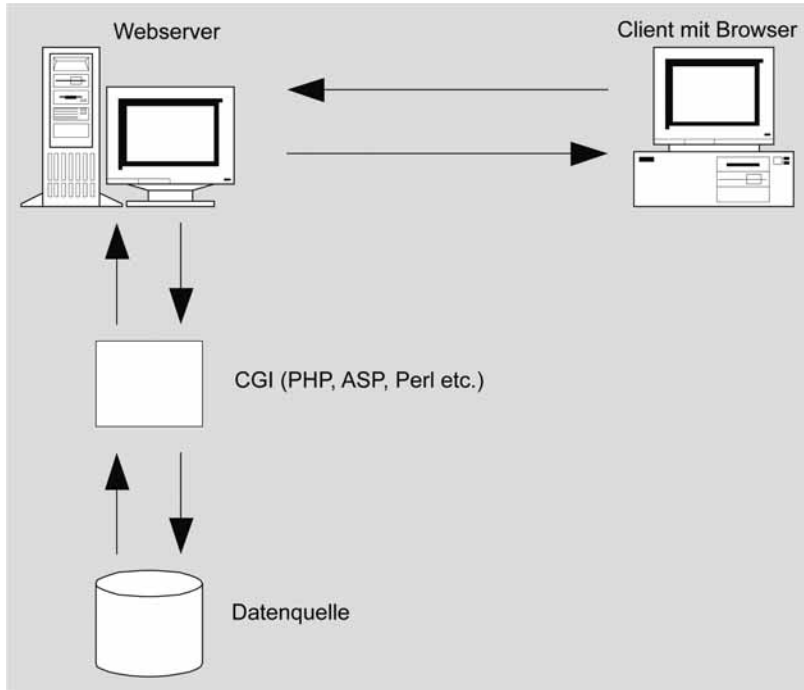 Webserver
Client mit Browser
CGI (PHP, ASP, Perl etc.)
Datenquelle